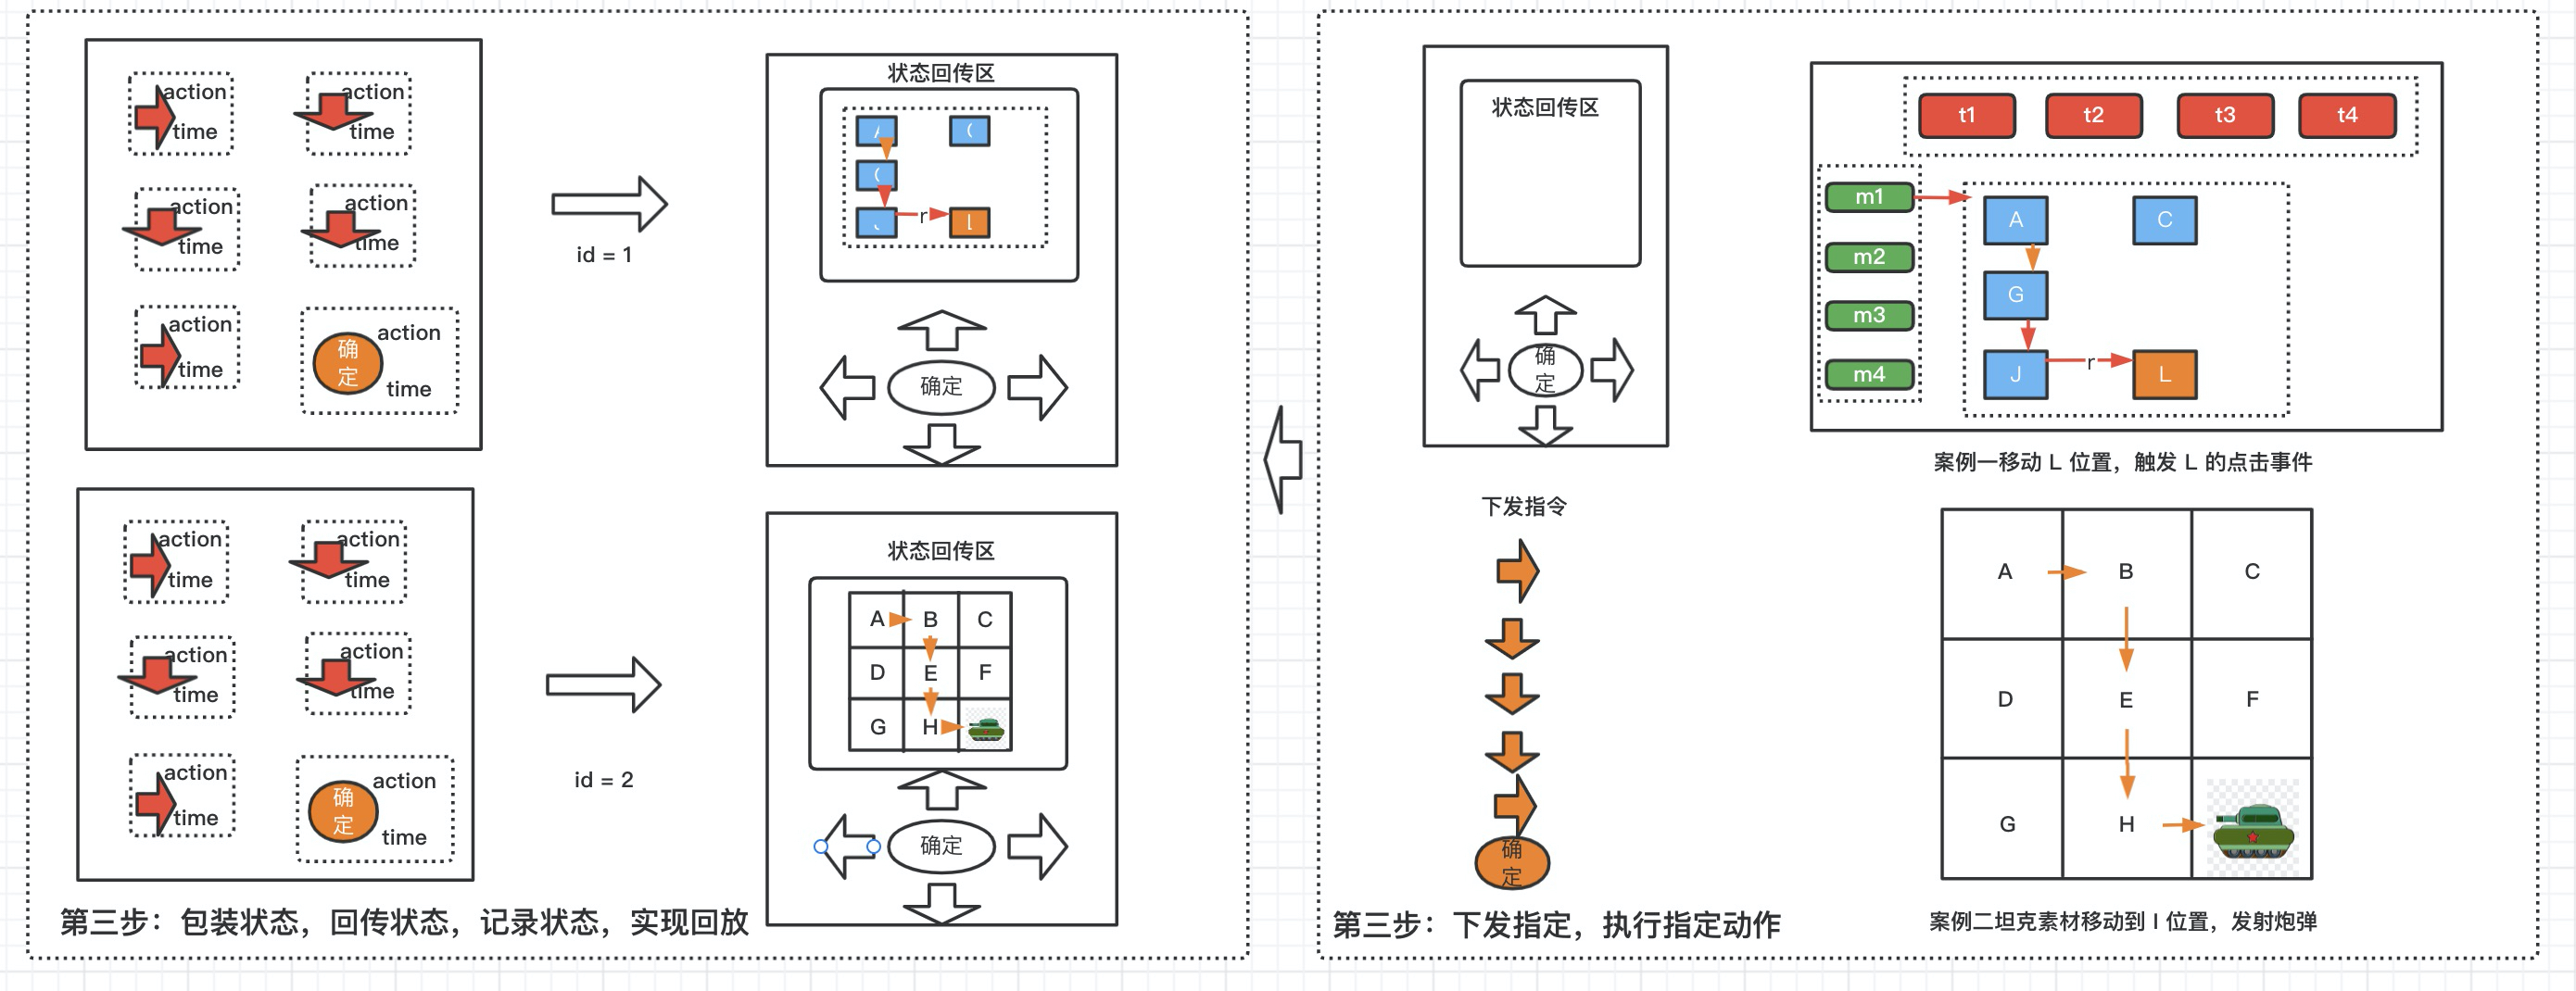 action
time
action
time
action
time
action
time
action
time
确
定
action
time
id = 1
状态回传区
r
确定
action
time
action
time
action
time
action
time
action
time
确
定
action
time
id = 2
状态回传区
A B C
D E F
G H
确定
第三步：包装状态，回传状态，记录状态，实现回放
状态回传区
确
定
下发指令
确
定
第三步：下发指定，执行指定动作
t1 t2 t3 t4
m1
m2
m3
m4
A C
G
J r L
案例一移动 L 位置，触发 L 的点击事件
A B C
D E F
G H
案例二坦克素材移动到 I 位置，发射炮弹